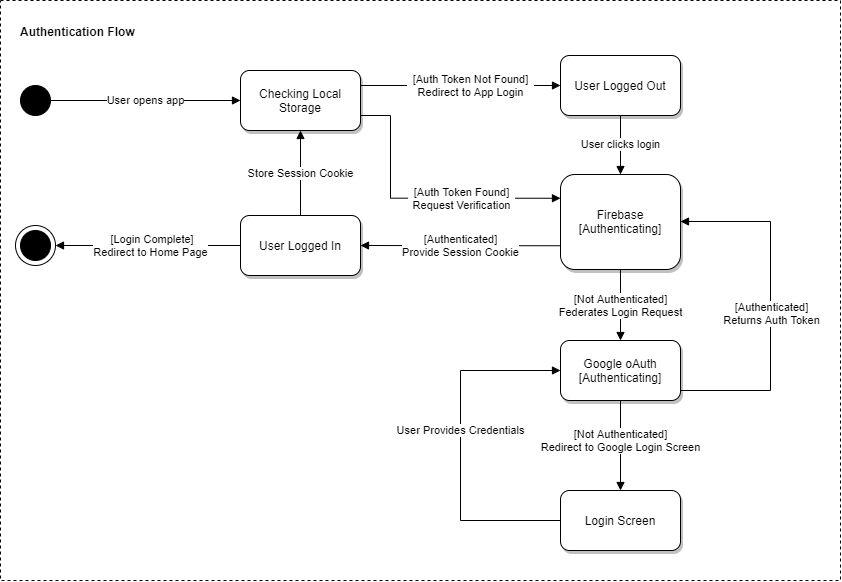 Authentication Flow
User opens app
Checking Local
Storage
[Auth Token Not Found]
Redirect to App Login
User Logged Out
User clicks login
Store Session Cookie
[Auth Token Found]
Request Verification
Firebase
[Authenticating]
[Login Complete]
Redirect to Home Page
User Logged In
[Authenticated]
Provide Session Cookie
[Not Authenticated]
Federates Login Request
[Authenticated]
Returns Auth Token
Google oAuth
[Authenticating]
User Provides Credentials
[Not Authenticated]
Redirect to Google Login Screen
Login Screen